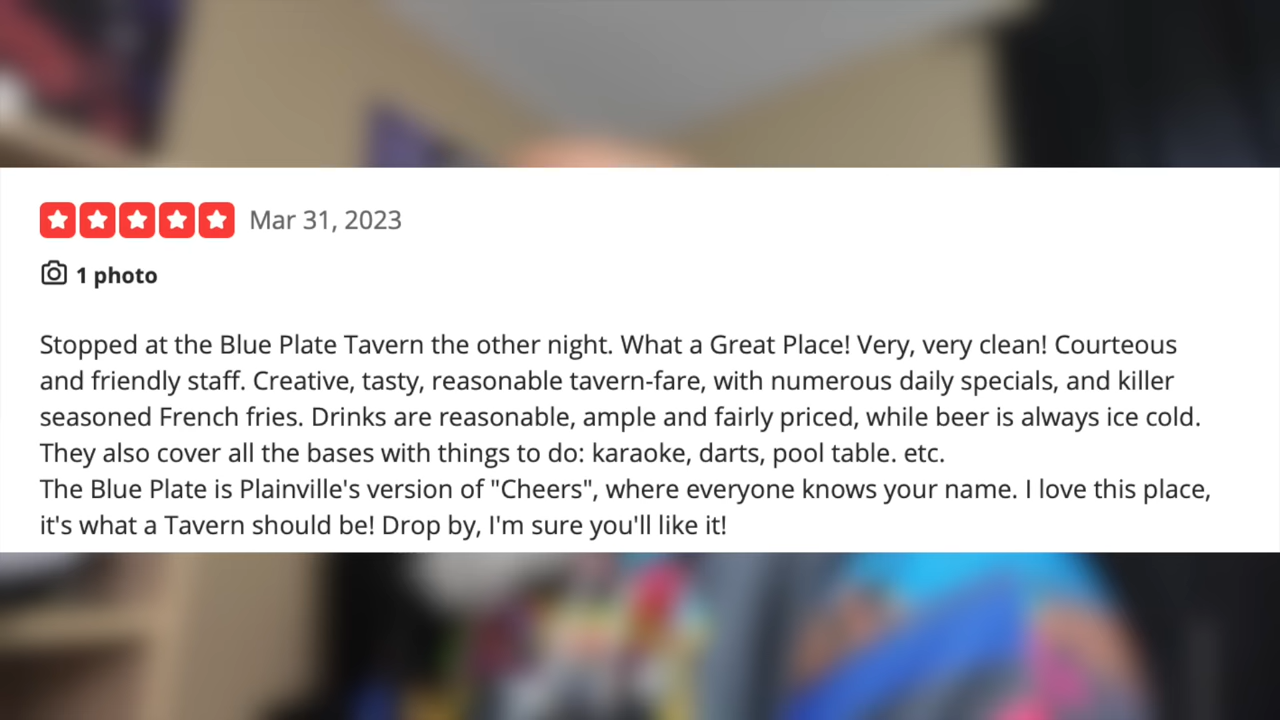 Mar 31, 2023
1 photo
Stopped at the Blue Plate Tavern the other night. What a Great Place! Very, very clean! Courteous
and friendly staff. Creative, tasty, reasonable tavern-fare, with numerous daily specials, and killer
seasoned French fries. Drinks are reasonable, ample and fairly priced, while beer is always ice cold.
They also cover all the bases with things to do: karaoke, darts, pool table. etc.
The Blue Plate is Plainville's version of "Cheers", where everyone knows your name. I love this place,
it's what a Tavern should be! Drop by, I'm sure you'll like it!